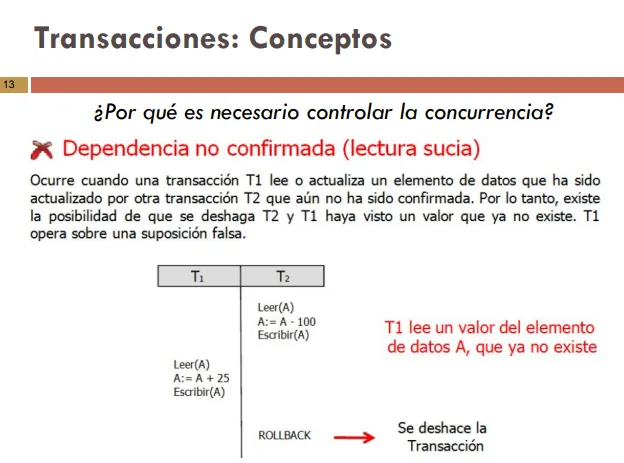 Transacciones: Conceptos
13
¿Por qué es necesario controlar la concurrencia?
Dependencia no confirmada (lectura sucia)
Ocurre cuando una transacción T1 lee o actualiza un elemento de datos que ha sido
actualizado por otra transacción T2 que aún no ha sido confirmada. Por lo tanto, existe
la posibilidad de que se deshaga T2 y T1 haya visto un valor que ya no existe. T1
opera sobre una suposición falsa.
T1 T2
Leer(A)
A:= A - 100
Escribir(A)
T1 lee un valor del elemento
de datos A, que ya no existe
Leer(A)
A:= A + 25
Escribir(A)
ROLLBACK
Se deshace la
Transacción